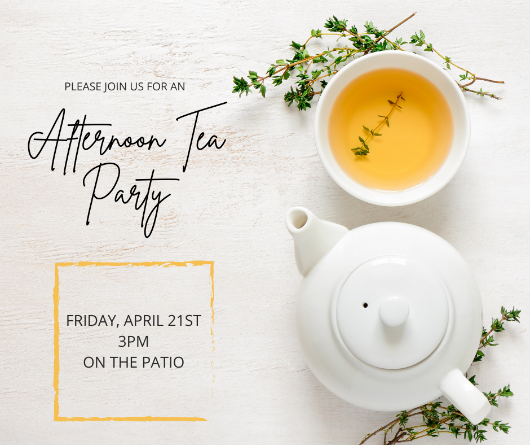 PLEASE JOIN US FOR AN
Afternoon Tea
Party
FRIDAY, APRIL 21ST
3PM
ON THE PATIO